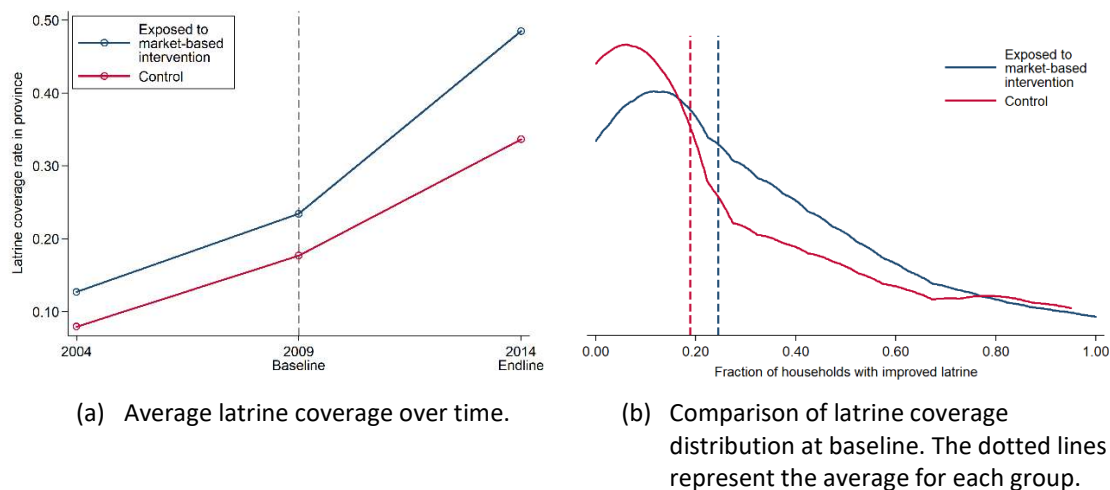 Latrine coverage rate in province
0.50
0.40
0.30
0.20
0.10
Exposed to
market-based
intervention
Control
2004
2009
Baseline
2014
Endline
(a) Average latrine coverage over time.
Exposed to
market-based
intervention
Control
0.00
0.20
0.40
0.60
0.80
1.00
Fraction of households with improved latrine
(b) Comparison of latrine coverage
distribution at baseline. The dotted lines
represent the average for each group.